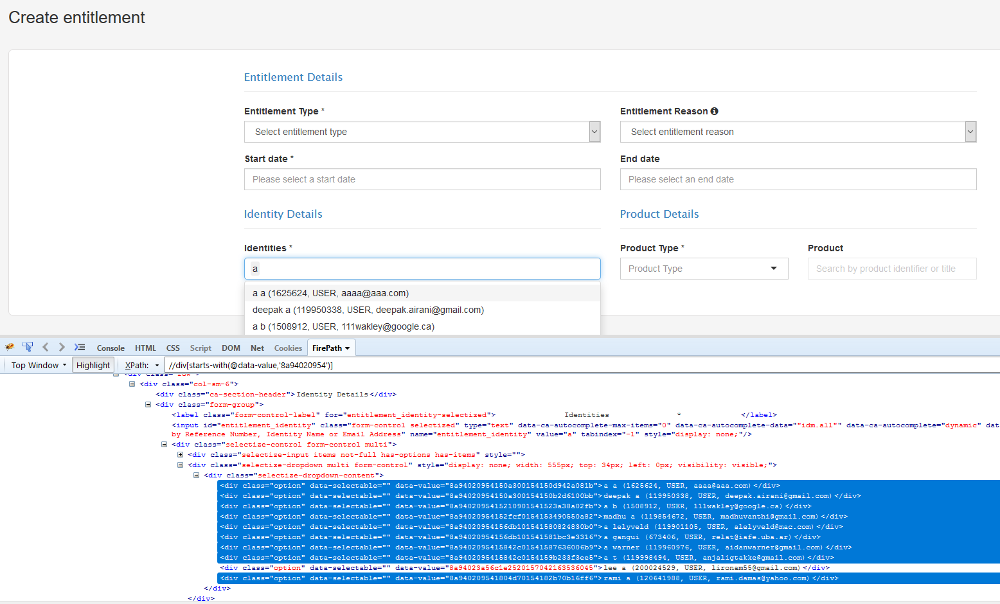 Create entitlement
Entitlement Details
Entitlement Type *
Entitlement Reason
Select entitlement type
Select entitlement reason
Start date *
End date
Please select a start date
Please select an end date
Identity Details
Product Details
Identities *
Product Type *
Product
a
Product Type
Search by product identifier or title
a a (1625624, USER, aaaa@aaa.com)
deepak a (119950338, USER, deepak.airani@gmail.com)
a b (1508912, USER, 111wakley@google.ca)
Console HTML CSS Script DOM Net Cookies FirePath
Top Window Highlight XPath: //div[starts-with(@data-value,'8a94020954')]
<div class="row">
<div class="col-sm-6">
<div class="ca-section-header">Identity Details</div>
<div class="form-group">
<label class="form-control-label" for="entitlement_identity-selectized"> Identities * </label>
<input id="entitlement_identity" class="form-control selectized" type="text" data-ca-autocomplete-max-items="0" data-ca-autocomplete-data=""idm.all"" data-ca-autocomplete="dynamic" dat
by Reference Number, Identity Name or Email Address" name="entitlement_identity" value="a" tabindex="-1" style="display: none;"/>
<div class="selectize-control form-control multi">
<div class="selectize-input items not-full has-options has-items" style="">
<div class="selectize-dropdown multi form-control" style="display: none; width: 555px; top: 34px; left: 0px; visibility: visible;">
<div class="selectize-dropdown-content">
<div class="option" data-selectable="" data-value="8a94020954150a300154150d942a081b">a a (1625624, USER, aaaa@aaa.com)</div>
<div class="option" data-selectable="" data-value="8a94020954150a300154150b2d6100bb">deepak a (119950338, USER, deepak.airani@gmail.com)</div>
<div class="option" data-selectable="" data-value="8a9402095415210901541523a38a02fb">a b (1508912, USER, 111wakley@google.ca)</div>
<div class="option" data-selectable="" data-value="8a94020954152fcf0154153490550a82">madhu a (119854672, USER, madhuvanthi@gmail.com)</div>
<div class="option" data-selectable="" data-value="8a94020954156db101541580824830b0">a lelyveld (119901105, USER, alelyveld@mac.com)</div>
<div class="option" data-selectable="" data-value="8a94020954156db101541581bc3e3316">a gangui (673406, USER, relat@iafe.uba.ar)</div>
<div class="option" data-selectable="" data-value="8a9402095415842c01541587636006b9">a warner (119960976, USER, aidanwarner@gmail.com)</div>
<div class="option" data-selectable="" data-value="8a9402095415842c0154159b233f3ee5">a t (119998494, USER, anjaligtakke@gmail.com)</div>
<div class="option" data-selectable="" data-value="8a94023a56c1e2520157042163536045">lee a (200024529, USER, lironam55@gmail.com)</div>
<div class="option" data-selectable="" data-value="8a940209541804d70154182b70b16ff6">rami a (120641988, USER, rami.damas@yahoo.com)</div>
</div>
</div>